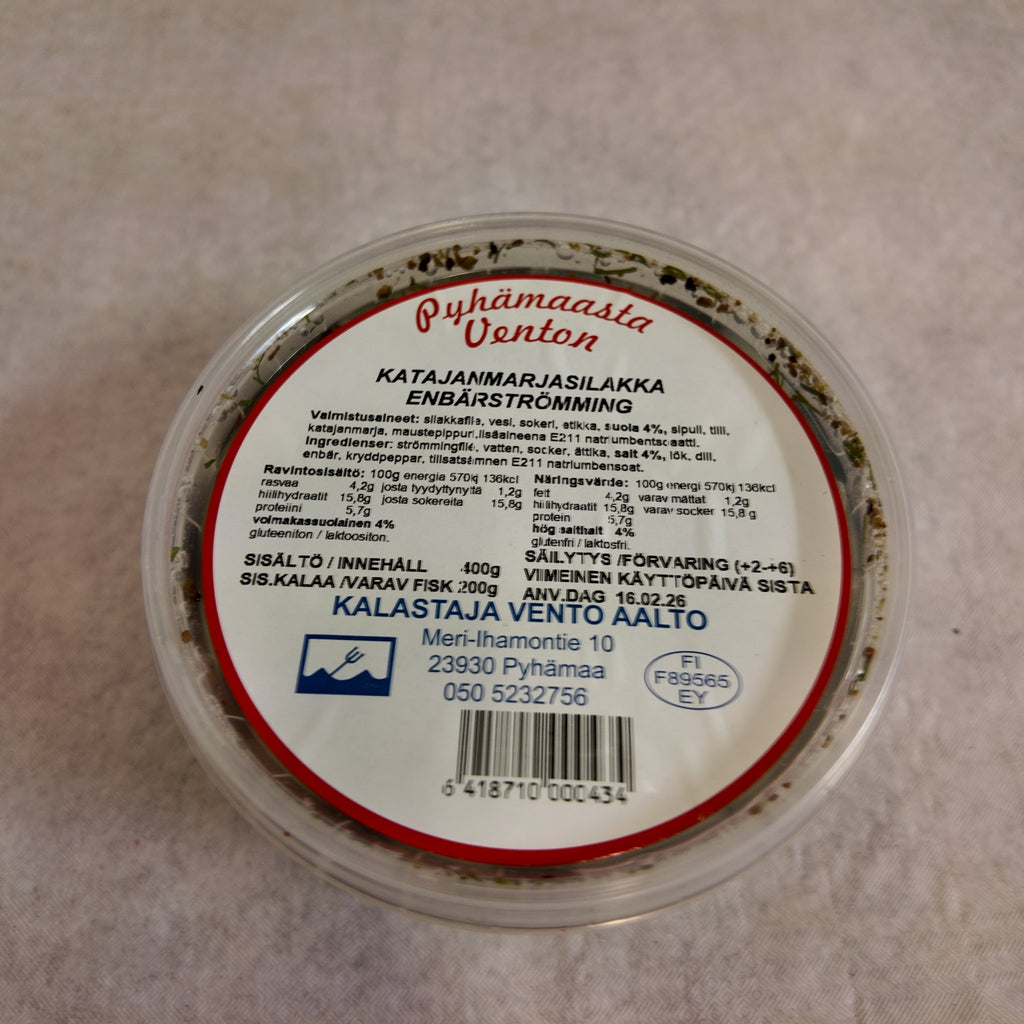 Pyhämaasta
Venton
KATAJANMARJASILAKKA
ENBÄRSTRÖMMING
Valmistusaineet: silakkafile, vesi, sokeri, etikka, suola 4%, sipuli, tilli,
katajanmarja, maustepippuri,lisäaineena E211 natriumbentsoaatti.
Ingredienser: strömmingfilé, vatten, socker, ättika, salt 4%, lök, dill,
enbär, kryddpeppar, tillsatsämnen E211 natriumbensoat.
Ravintosisältö: 100g energia 570kj 136kcl
rasvaa 4,2g josta tyydyttynyttä 1,2g
hiilihydraatit 15,8g josta sokereita 15,8g
proteiini 5,7g
voimakassuolainen 4%
gluteeniton / laktoositon.
Näringsvärde: 100g energi 570kj 136kcl
fett 4,2g varav mättat 1,2g
hiilihydraatit 15,8g varav socker 15,8 g
protein 5,7g
hög salthalt 4%
glutenfri / laktosfri.
SISÄLTÖ / INNEHÅLL 400g
SIS.KALAA /VARAV FISK 200g
SÄILYTYS /FÖRVARING (+2-+6)
VIIMEINEN KÄYTTÖPÄIVÄ SISTA
ANV.DAG 16.02.26
KALASTAJA VENTO AALTO
Meri-Ihamontie 10
23930 Pyhämaa
050 5232756
FI
F89565
EY
6 418710 000434